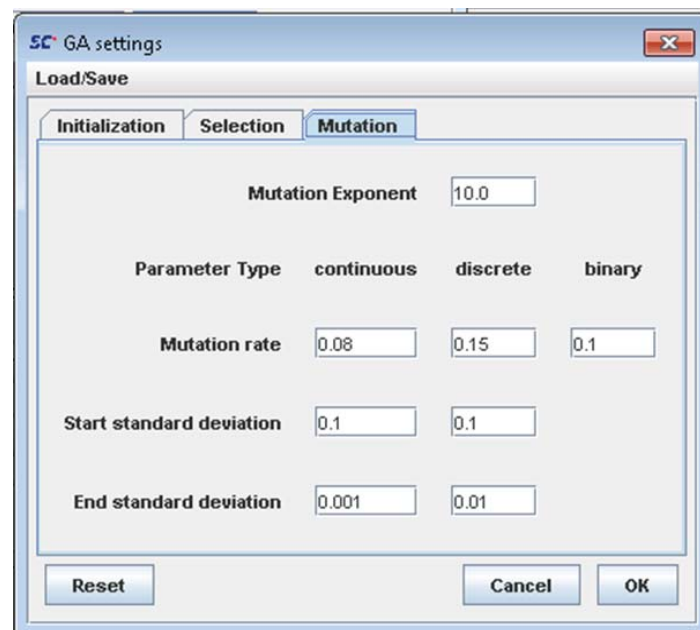 SC GA settings
Load/Save
Initialization Selection Mutation
Mutation Exponent 10.0
Parameter Type continuous discrete binary
Mutation rate 0.08 0.15 0.1
Start standard deviation 0.1 0.1
End standard deviation 0.001 0.01
Reset Cancel OK